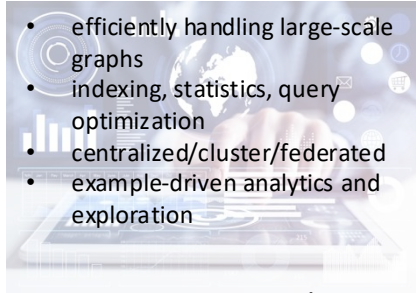 • efficiently handling large-scale
graphs
• indexing, statistics, query
optimization
• centralized/cluster/federated
• example-driven analytics and
exploration